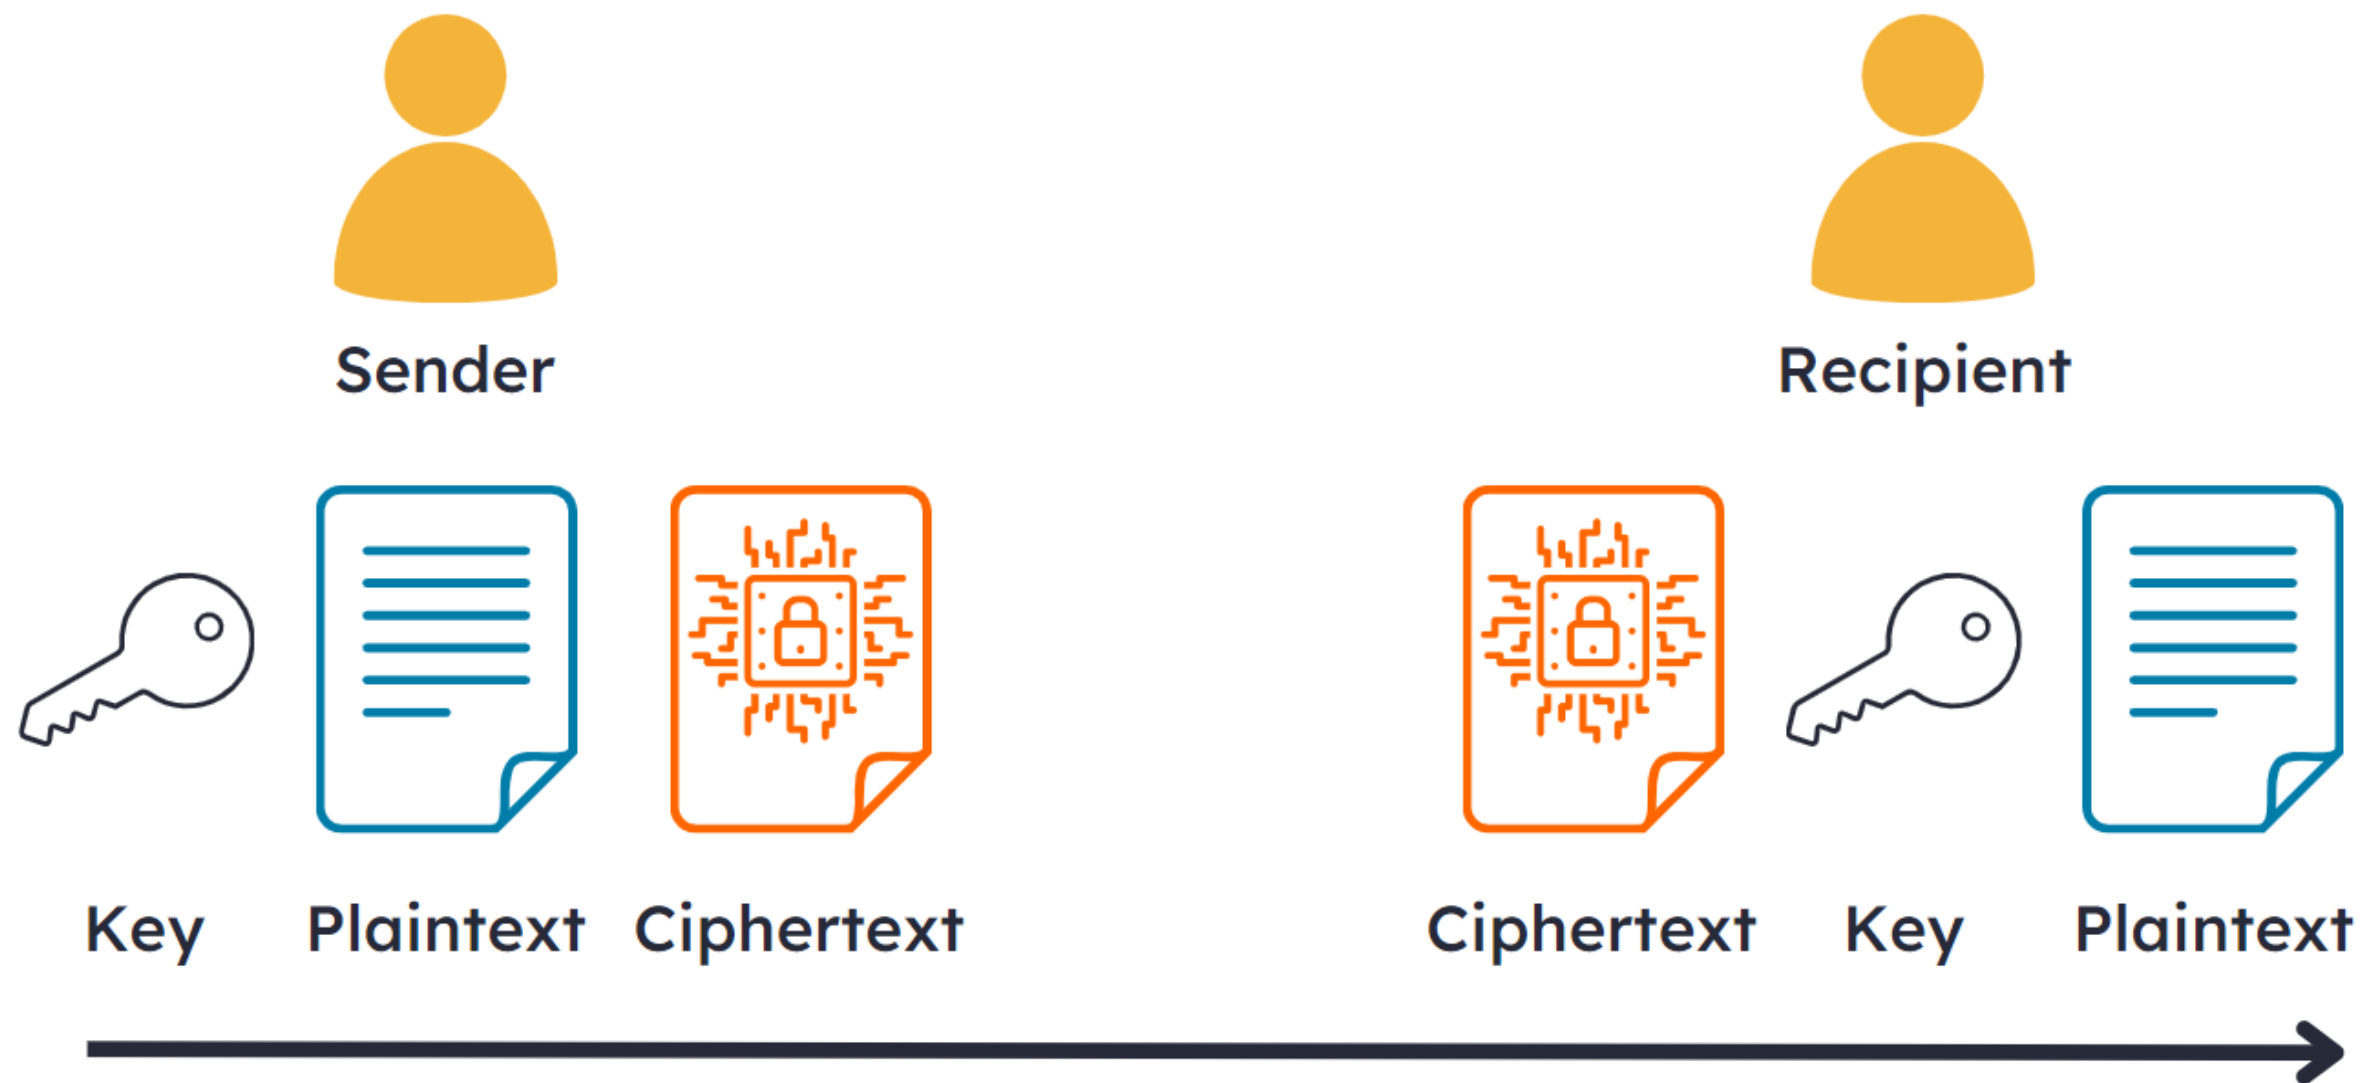 Sender
Recipient
Key
Plaintext
Ciphertext
Ciphertext
Key
Plaintext